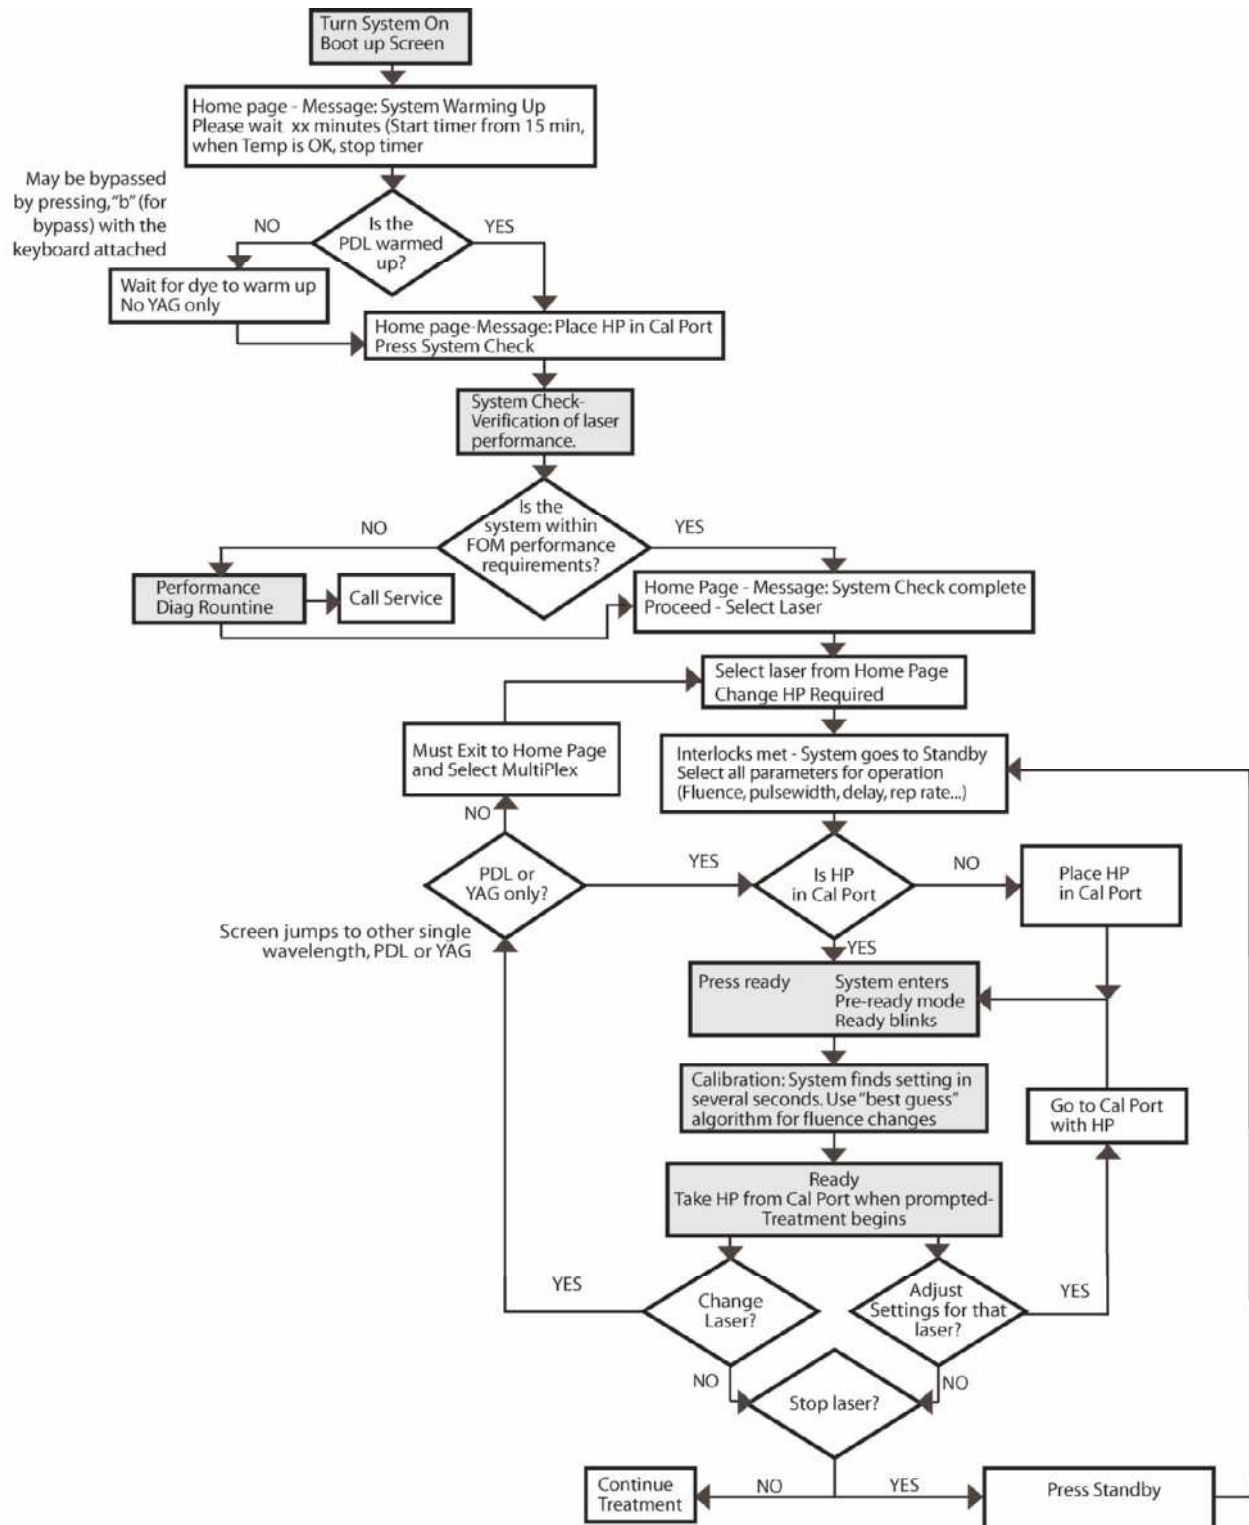 Turn System On
Boot up Screen
Home page - Message: System Warming Up
Please wait xx minutes (Start timer from 15 min,
when Temp is OK, stop timer
May be bypassed
by pressing, "b" (for
bypass) with the
keyboard attached
NO
Is the
PDL warmed
up?
YES
Wait for dye to warm up
No YAG only
Home page-Message: Place HP in Cal Port
Press System Check
System Check-
Verification of laser
performance.
NO
Is the
system within
FOM performance
requirements?
YES
Performance
Diag Rountine
Call Service
Home Page - Message: System Check complete
Proceed - Select Laser
Select laser from Home Page
Change HP Required
Must Exit to Home Page
and Select MultiPlex
Interlocks met - System goes to Standby
Select all parameters for operation
(Fluence, pulsewidth, delay, rep rate...)
NO
PDL or
YAG only?
YES
Is HP
in Cal Port
NO
Place HP
in Cal Port
Screen jumps to other single
wavelength, PDL or YAG
YES
Press ready
System enters
Pre-ready mode
Ready blinks
Calibration: System finds setting in
several seconds. Use "best guess"
algorithm for fluence changes
Go to Cal Port
with HP
Ready
Take HP from Cal Port when prompted-
Treatment begins
YES
Change
Laser?
Adjust
Settings for that
laser?
YES
NO
Stop laser?
NO
Continue
Treatment
NO
YES
Press Standby